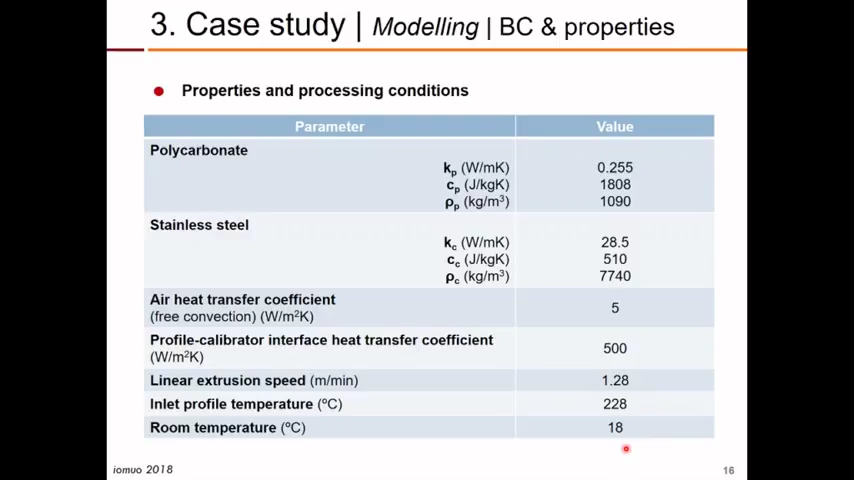 3. Case study | Modelling | BC & properties
Properties and processing conditions
Parameter Value
Polycarbonate
kp (W/mK) 0.255
cp (J/kgK) 1808
ρp (kg/m³) 1090
Stainless steel
kc (W/mK) 28.5
cc (J/kgK) 510
ρc (kg/m³) 7740
Air heat transfer coefficient
(free convection) (W/m²K) 5
Profile-calibrator interface heat transfer coefficient
(W/m²K) 500
Linear extrusion speed (m/min) 1.28
Inlet profile temperature (ºC) 228
Room temperature (ºC) 18
iomuo 2018 16